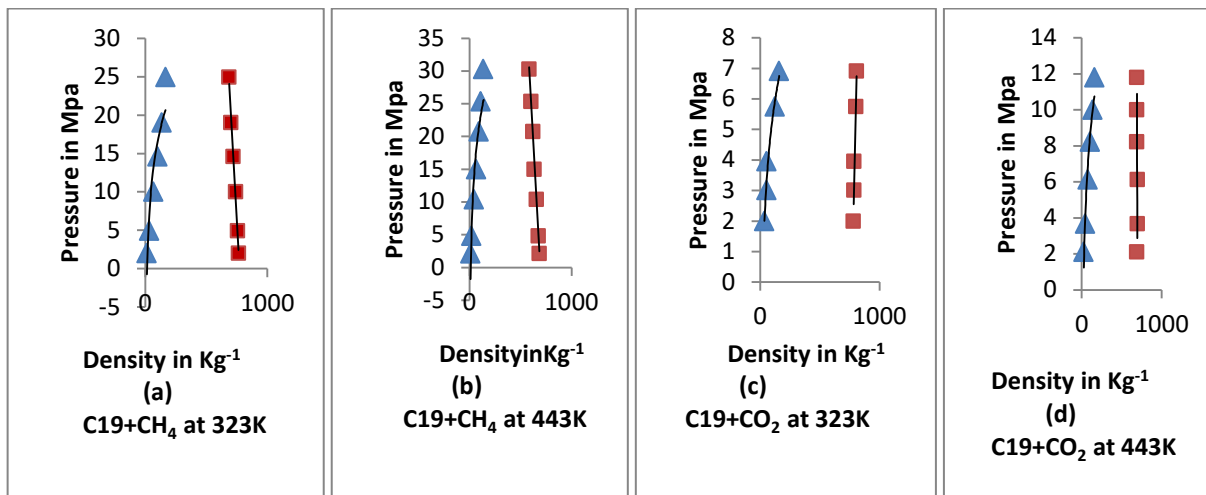 Pressure in Mpa
30
25
20
15
10
5
0
-5
0
1000
Density in Kg⁻¹
(a)
C19+CH₄ at 323K
Pressure in Mpa
35
30
25
20
15
10
5
0
-5
0
1000
DensityinKg⁻¹
(b)
C19+CH₄ at 443K
Pressure in Mpa
8
7
6
5
4
3
2
1
0
0
1000
Density in Kg⁻¹
(c)
C19+CO₂ at 323K
Pressure in Mpa
14
12
10
8
6
4
2
0
0
1000
Density in Kg⁻¹
(d)
C19+CO₂ at 443K